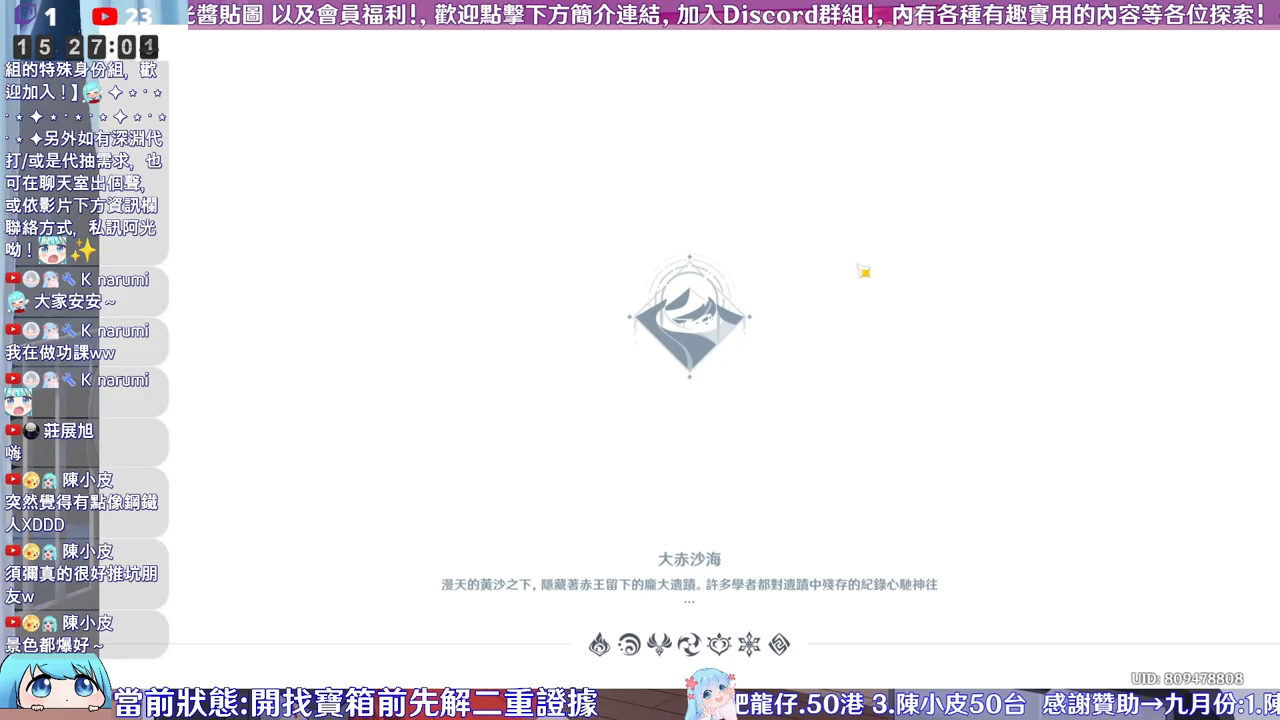 1
23
光醬貼圖 以及會員福利!, 歡迎點擊下方簡介連結, 加入Discord群組!, 內有各種有趣實用的內容等各位探索!
15 27:01
組的特殊身份組, 歡
迎加入!】
另外如有深淵代
打/或是代抽需求, 也
可在聊天室出個聲,
或依影片下方資訊欄
聯絡方式, 私訊阿光
呦!
K narumi
大家安安~
K narumi
我在做功課ww
K narumi
莊展旭
嗨
陳小皮
突然覺得有點像鋼鐵
人XDDD
陳小皮
須彌真的很好推坑朋
友w
陳小皮
景色都爆好~
大赤沙海
漫天的黃沙之下, 隱藏著赤王留下的龐大遺蹟。許多學者都對遺蹟中殘存的紀錄心馳神往
...
UID: 809478808
當前狀態:開找寶箱前先解二重證據
肥龍仔.50港 3.陳小皮50台 感謝贊助→九月份:1.陳